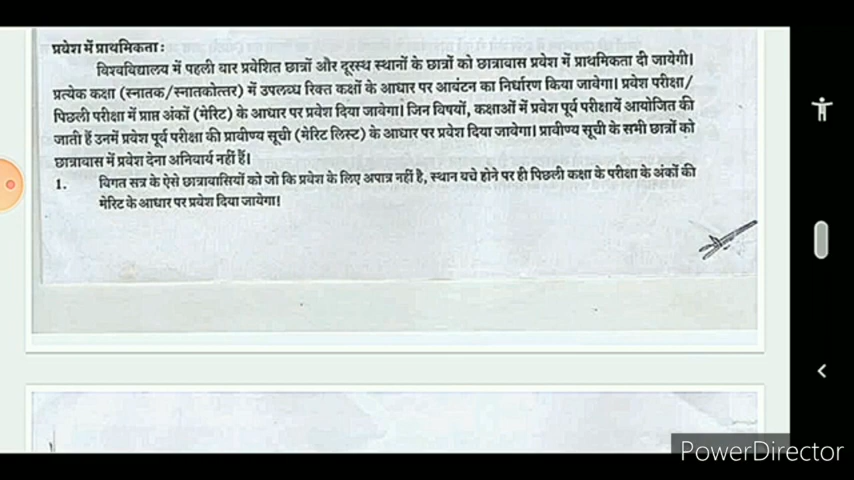 प्रवेश में प्राथमिकता :
विश्वविद्यालय में पहली बार प्रवेशित छात्रों और दूरस्थ स्थानों के छात्रों को छात्रावास प्रवेश में प्राथमिकता दी जायेगी।
प्रत्येक कक्षा (स्नातक/स्नातकोत्तर) में उपलब्ध रिक्त कक्षों के आधार पर आवंटन का निर्धारण किया जावेगा। प्रवेश परीक्षा/
पिछली परीक्षा में प्राप्त अंकों (मेरिट) के आधार पर प्रवेश दिया जावेगा। जिन विषयों, कक्षाओं में प्रवेश पूर्व परीक्षायें आयोजित की
जाती हैं उनमें प्रवेश पूर्व परीक्षा की प्रावीण्य सूची (मेरिट लिस्ट) के आधार पर प्रवेश दिया जावेगा। प्रावीण्य सूची के सभी छात्रों को
छात्रावास में प्रवेश देना अनिवार्य नहीं हैं।
1. विगत सत्र के ऐसे छात्रावासियों को जो कि प्रवेश के लिए अपात्र नहीं है, स्थान बचे होने पर ही पिछली कक्षा के परीक्षा के अंकों की
मेरिट के आधार पर प्रवेश दिया जायेगा!
PowerDirector